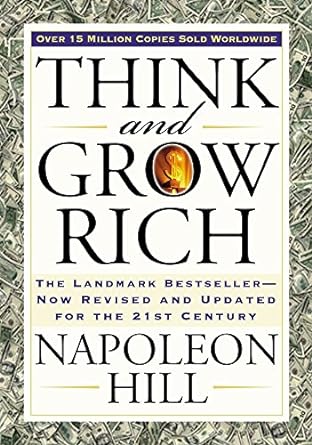 OVER 15 MILLION COPIES SOLD WORLDWIDE
THINK
and
GROW
RICH
THE LANDMARK BESTSELLER—
NOW REVISED AND UPDATED
FOR THE 21ST CENTURY
NAPOLEON
HILL